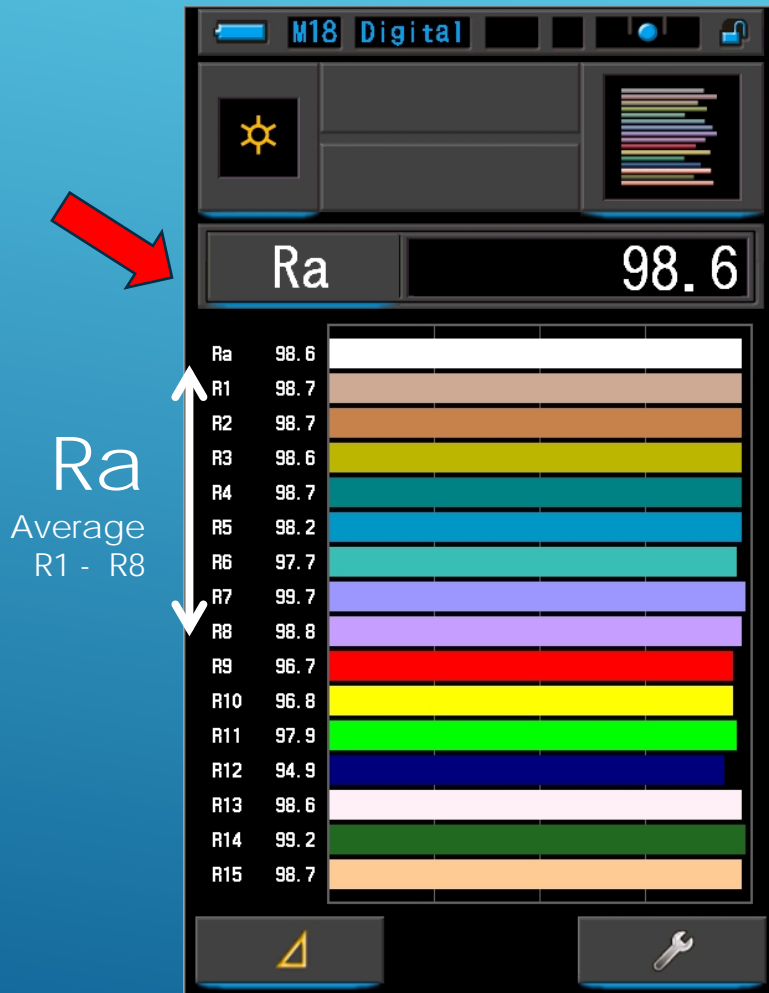 M18 Digital
Ra 98.6
Ra 98.6
R1 98.7
R2 98.7
R3 98.6
R4 98.7
R5 98.2
R6 97.7
R7 99.7
R8 98.8
R9 96.7
R10 96.8
R11 97.9
R12 94.9
R13 98.6
R14 99.2
R15 98.7
Ra
Average
R1 - R8